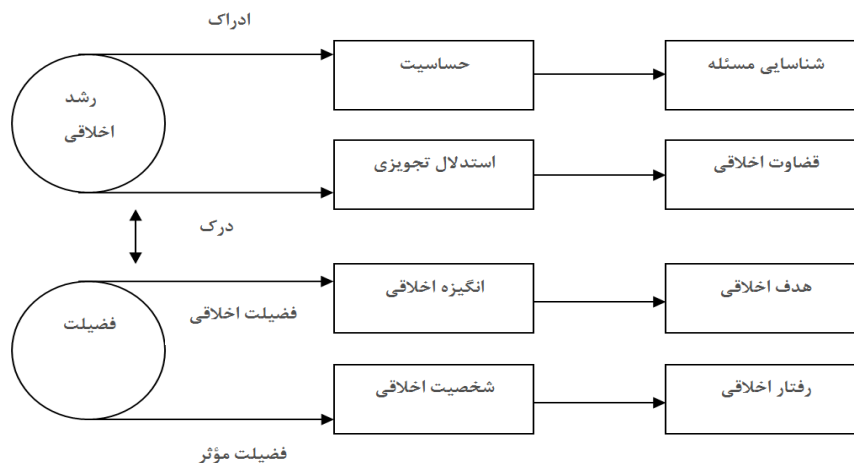 ادراک
حساسیت
شناسایی مسئله
رشد
اخلاقی
استدلال تجویزی
قضاوت اخلاقی
درک
انگیزه اخلاقی
هدف اخلاقی
فضیلت
فضیلت اخلاقی
شخصیت اخلاقی
رفتار اخلاقی
فضیلت مؤثر